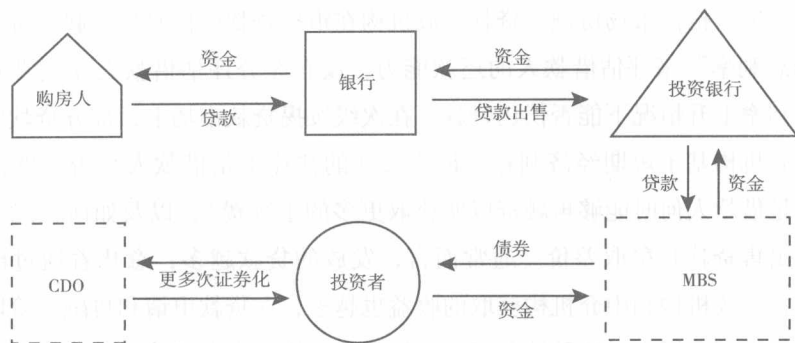 资金
资金
购房人
银行
投资银行
贷款
贷款出售
贷款
资金
债券
CDO
更多次证券化
投资者
MBS
资金